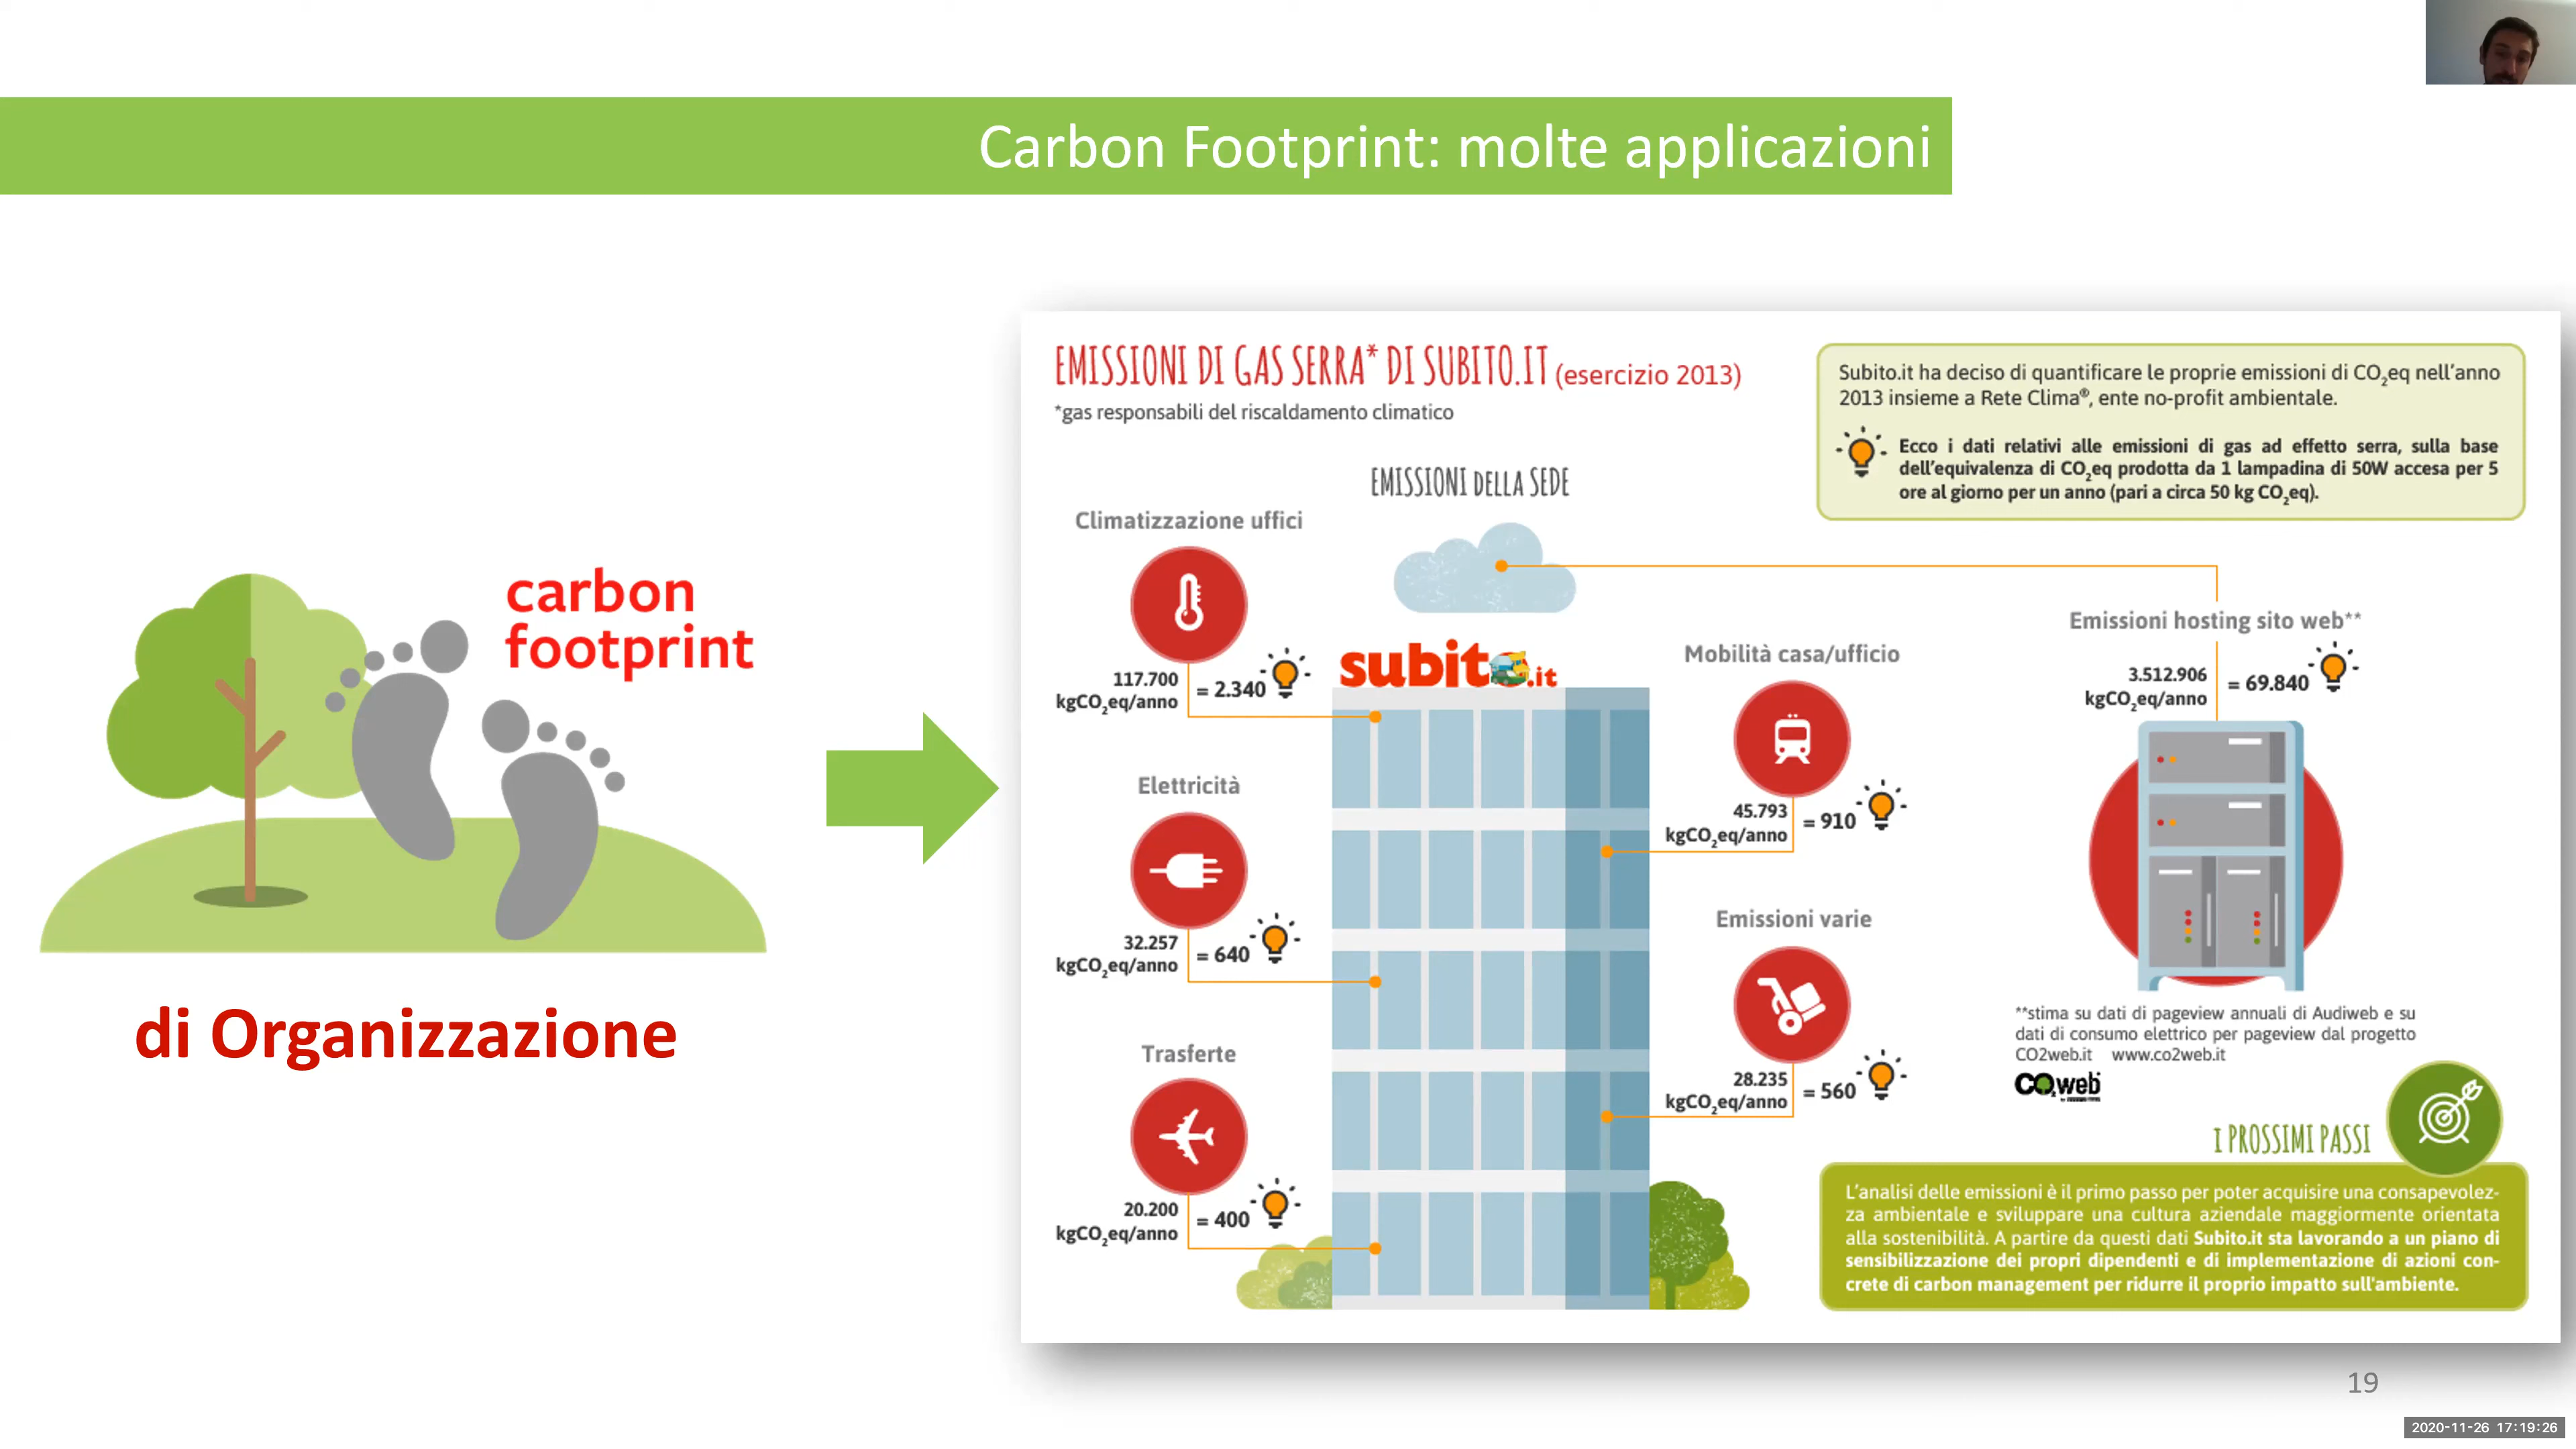 Carbon Footprint: molte applicazioni
carbon
footprint
di Organizzazione
EMISSIONI DI GAS SERRA* DI SUBITO.IT (esercizio 2013)
*gas responsabili del riscaldamento climatico
Subito.it ha deciso di quantificare le proprie emissioni di CO₂eq nell'anno
2013 insieme a Rete Clima®, ente no-profit ambientale.
Ecco i dati relativi alle emissioni di gas ad effetto serra, sulla base
dell'equivalenza di CO₂eq prodotta da 1 lampadina di 50W accesa per 5
ore al giorno per un anno (pari a circa 50 kg CO₂eq).
EMISSIONI DELLA SEDE
Climatizzazione uffici
117.700
kgCO₂eq/anno
= 2.340
subito.it
Elettricità
32.257
kgCO₂eq/anno
= 640
Trasferte
20.200
kgCO₂eq/anno
= 400
Mobilità casa/ufficio
45.793
kgCO₂eq/anno
= 910
Emissioni varie
28.235
kgCO₂eq/anno
= 560
Emissioni hosting sito web**
3.512.906
kgCO₂eq/anno
= 69.840
**stima su dati di pageview annuali di Audiweb e su
dati di consumo elettrico per pageview dal progetto
CO2web.it www.co2web.it
CO₂web
I PROSSIMI PASSI
L'analisi delle emissioni è il primo passo per poter acquisire una consapevolez-
za ambientale e sviluppare una cultura aziendale maggiormente orientata
alla sostenibilità. A partire da questi dati Subito.it sta lavorando a un piano di
sensibilizzazione dei propri dipendenti e di implementazione di azioni con-
crete di carbon management per ridurre il proprio impatto sull'ambiente.
19
2020-11-26 17:19:26